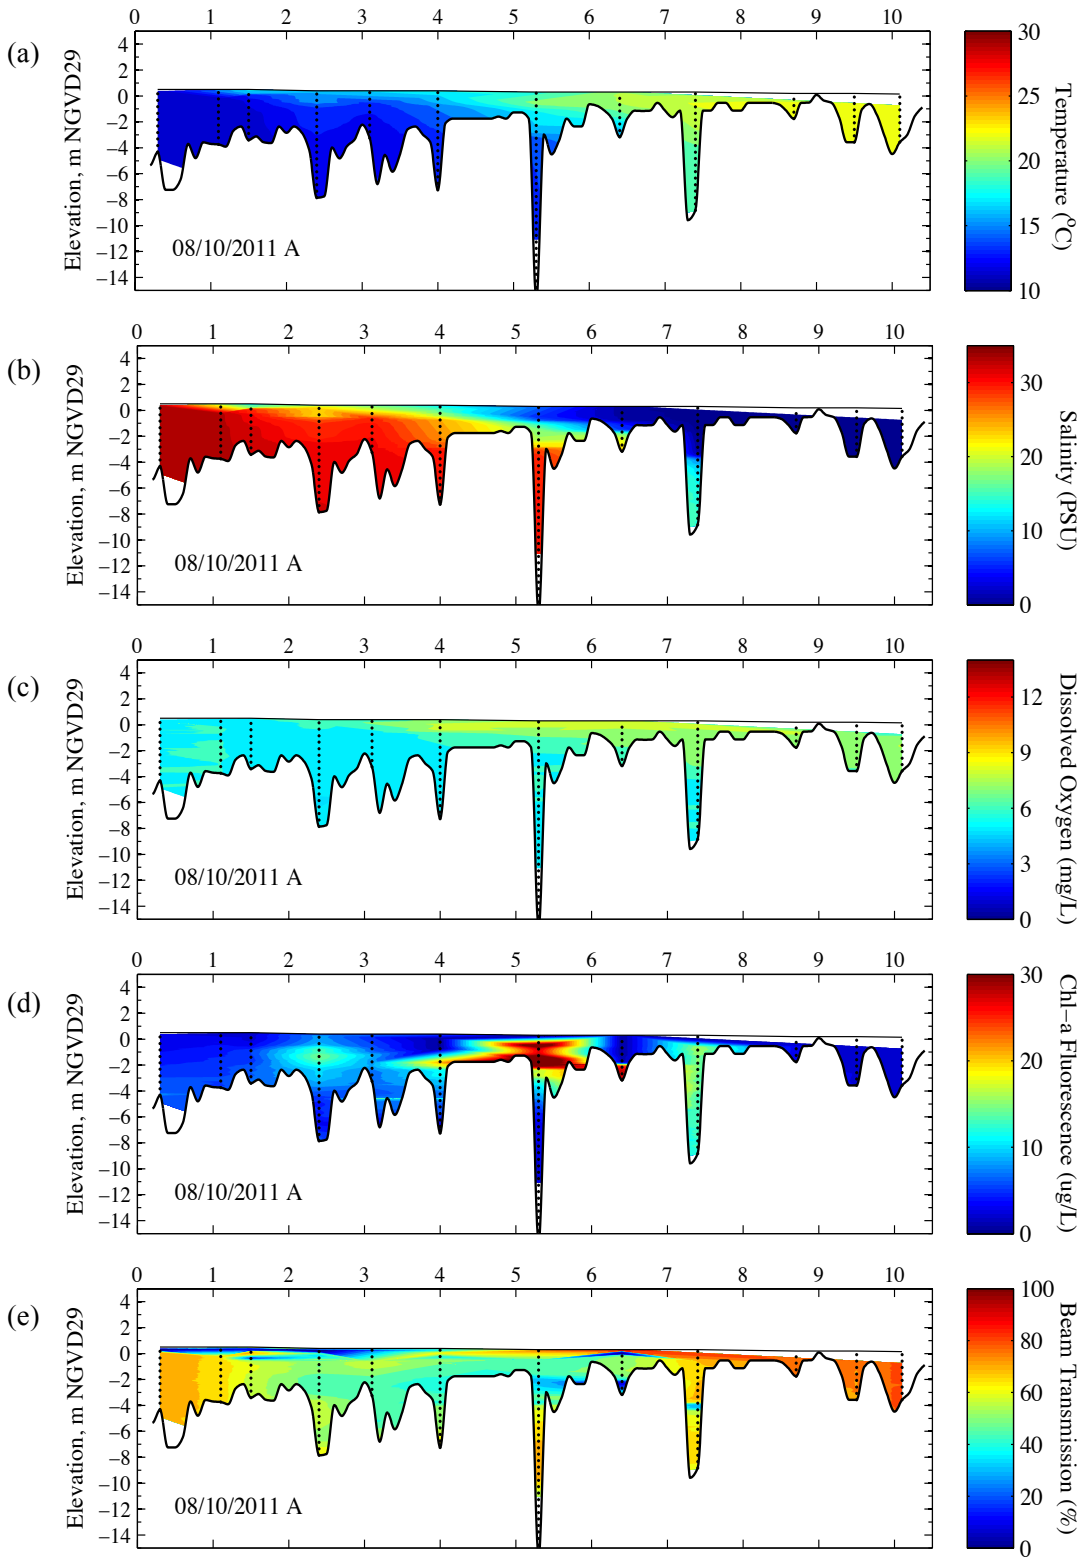 0 1 2 3 4 5 6 7 8 9 10
(a)
Elevation, m NGVD29
4
2
0
−2
−4
−6
−8
−10
−12
−14
08/10/2011 A
30
25
20
15
10
Temperature (°C)
0 1 2 3 4 5 6 7 8 9 10
(b)
Elevation, m NGVD29
4
2
0
−2
−4
−6
−8
−10
−12
−14
08/10/2011 A
30
20
10
0
Salinity (PSU)
0 1 2 3 4 5 6 7 8 9 10
(c)
Elevation, m NGVD29
4
2
0
−2
−4
−6
−8
−10
−12
−14
08/10/2011 A
12
9
6
3
0
Dissolved Oxygen (mg/L)
0 1 2 3 4 5 6 7 8 9 10
(d)
Elevation, m NGVD29
4
2
0
−2
−4
−6
−8
−10
−12
−14
08/10/2011 A
30
20
10
0
Chl−a Fluorescence (ug/L)
0 1 2 3 4 5 6 7 8 9 10
(e)
Elevation, m NGVD29
4
2
0
−2
−4
−6
−8
−10
−12
−14
08/10/2011 A
100
80
60
40
20
0
Beam Transmission (%)